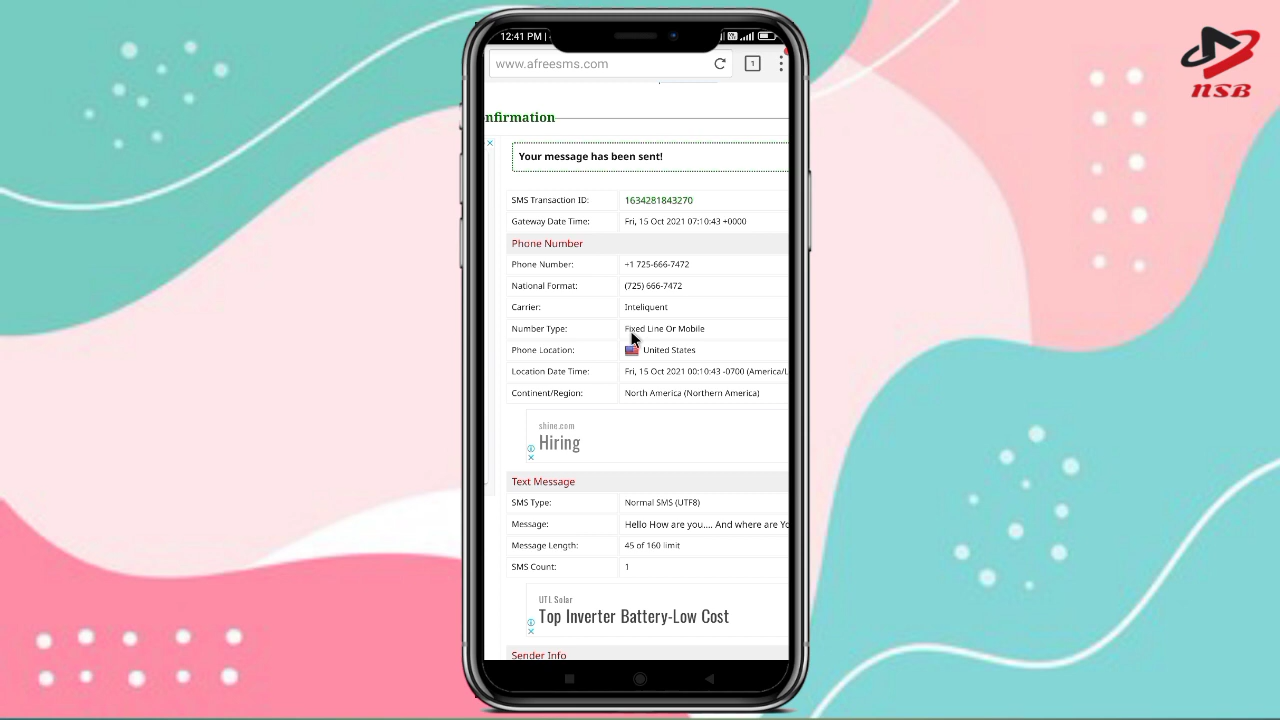 12:41 PM |
www.afreesms.com
1
NSB
nfirmation
Your message has been sent!
SMS Transaction ID: 1634281843270
Gateway Date Time: Fri, 15 Oct 2021 07:10:43 +0000
Phone Number
Phone Number: +1 725-666-7472
National Format: (725) 666-7472
Carrier: Inteliquent
Number Type: Fixed Line Or Mobile
Phone Location: United States
Location Date Time: Fri, 15 Oct 2021 00:10:43 -0700 (America/L
Continent/Region: North America (Northern America)
shine.com
Hiring
Text Message
SMS Type: Normal SMS (UTF8)
Message: Hello How are you.... And where are Yo
Message Length: 45 of 160 limit
SMS Count: 1
UTL Solar
Top Inverter Battery-Low Cost
Sender Info